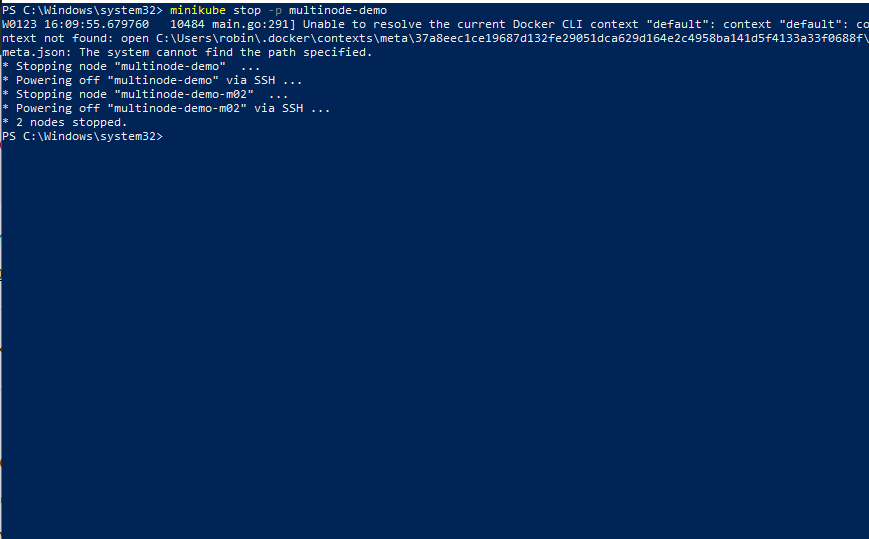 PS C:\Windows\system32> minikube stop -p multinode-demo
W0123 16:09:55.679760   10484 main.go:291] Unable to resolve the current Docker CLI context "default": context "default": co
ntext not found: open C:\Users\robin\.docker\contexts\meta\37a8eec1ce19687d132fe29051dca629d164e2c4958ba141d5f4133a33f0688f\
meta.json: The system cannot find the path specified.
* Stopping node "multinode-demo"  ...
* Powering off "multinode-demo" via SSH ...
* Stopping node "multinode-demo-m02"  ...
* Powering off "multinode-demo-m02" via SSH ...
* 2 nodes stopped.
PS C:\Windows\system32>